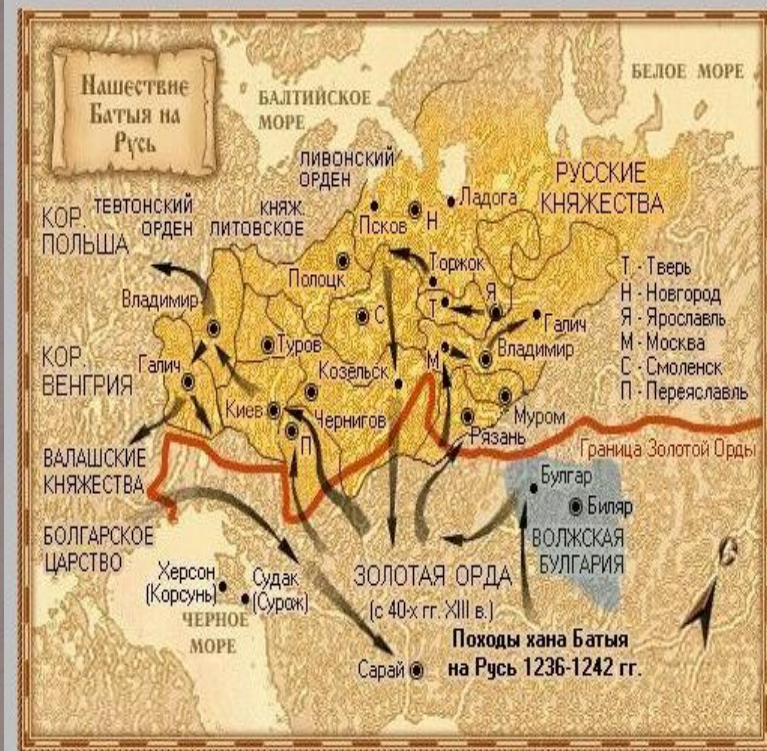 Нашествие
Батыя на
Русь
БЕЛОЕ МОРЕ
БАЛТИЙСКОЕ
МОРЕ
ЛИВОНСКИЙ
ОРДЕН
РУССКИЕ
КНЯЖЕСТВА
КОР.
ПОЛЬША
ТЕВТОНСКИЙ
ОРДЕН
КНЯЖ.
ЛИТОВСКОЕ
Ладога
Псков
Н
Торжок
Полоцк
Т - Тверь
Н - Новгород
Я - Ярославль
М - Москва
С - Смоленск
П - Переяславль
Владимир
Т
Я
С
Галич
Туров
М
Владимир
КОР.
ВЕНГРИЯ
Галич
Козельск
Киев
Чернигов
Муром
П
Рязань
Граница Золотой Орды
ВАЛАШСКИЕ
КНЯЖЕСТВА
Булгар
Биляр
БОЛГАРСКОЕ
ЦАРСТВО
ВОЛЖСКАЯ
БУЛГАРИЯ
С
Херсон
(Корсунь)
Судак
(Сурож)
ЗОЛОТАЯ ОРДА
(с 40-х гг. XIII в.)
ЧЕРНОЕ
МОРЕ
Походы хана Батыя
на Русь 1236-1242 гг.
Сарай